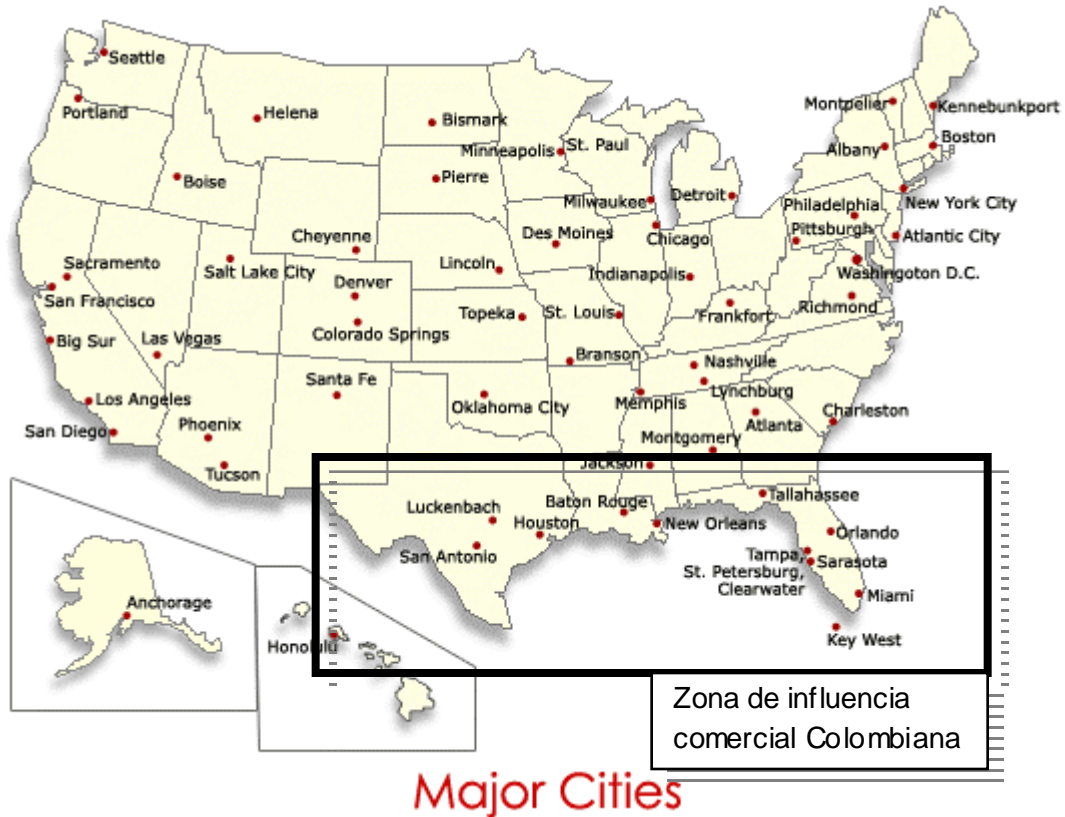 Seattle
Portland
Helena
Bismark
Montpelier
Kennebunkport
Minneapolis
St. Paul
Albany
Boston
Boise
Pierre
Milwaukee
Detroit
Philadelphia
New York City
Cheyenne
Des Moines
Chicago
Pittsburgh
Atlantic City
Sacramento
Salt Lake City
Lincoln
Indianapolis
Washingoton D.C.
San Francisco
Denver
Topeka
St. Louis
Frankfort
Richmond
Big Sur
Las Vegas
Colorado Springs
Branson
Nashville
Los Angeles
Santa Fe
Oklahoma City
Memphis
Lynchburg
San Diego
Phoenix
Montgomery
Atlanta
Charleston
Tucson
Jackson
Luckenbach
Baton Rouge
Tallahassee
Houston
New Orleans
Orlando
San Antonio
Tampa,
St. Petersburg,
Clearwater
Sarasota
Anchorage
Miami
Honolulu
Key West
Zona de influencia
comercial Colombiana
Major Cities